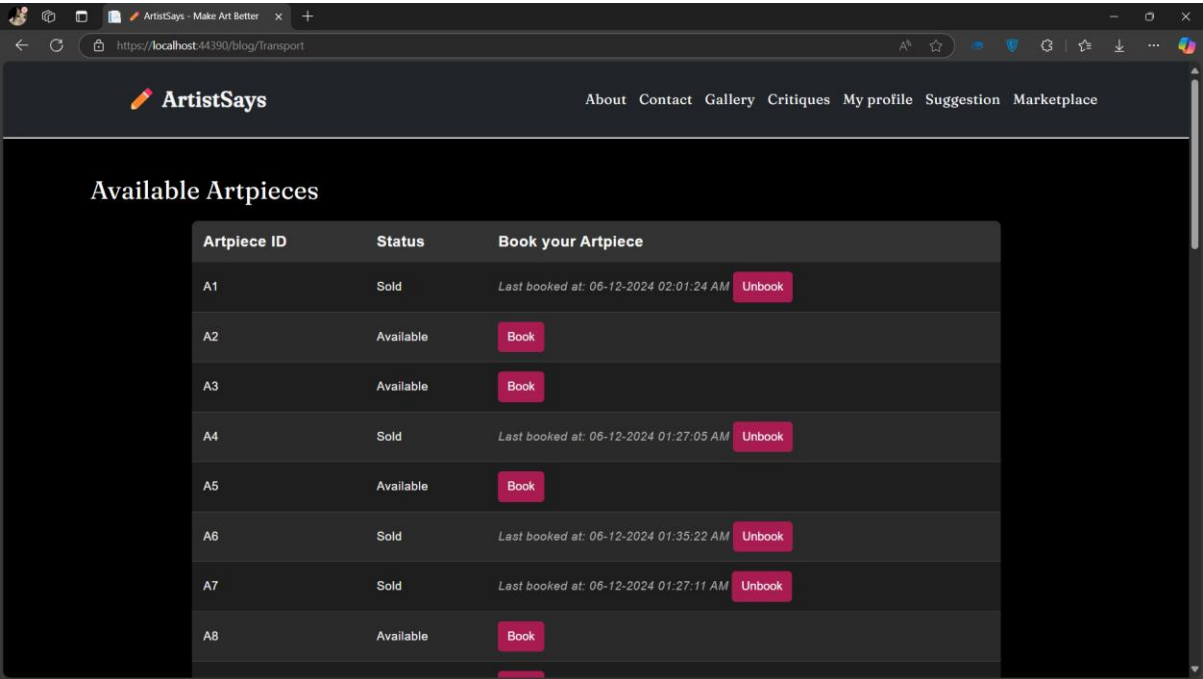 ArtistSays - Make Art Better
https://localhost:44390/blog/Transport
ArtistSays About Contact Gallery Critiques My profile Suggestion Marketplace
Available Artpieces
Artpiece ID Status Book your Artpiece
A1 Sold Last booked at: 06-12-2024 02:01:24 AM Unbook
A2 Available Book
A3 Available Book
A4 Sold Last booked at: 06-12-2024 01:27:05 AM Unbook
A5 Available Book
A6 Sold Last booked at: 06-12-2024 01:35:22 AM Unbook
A7 Sold Last booked at: 06-12-2024 01:27:11 AM Unbook
A8 Available Book